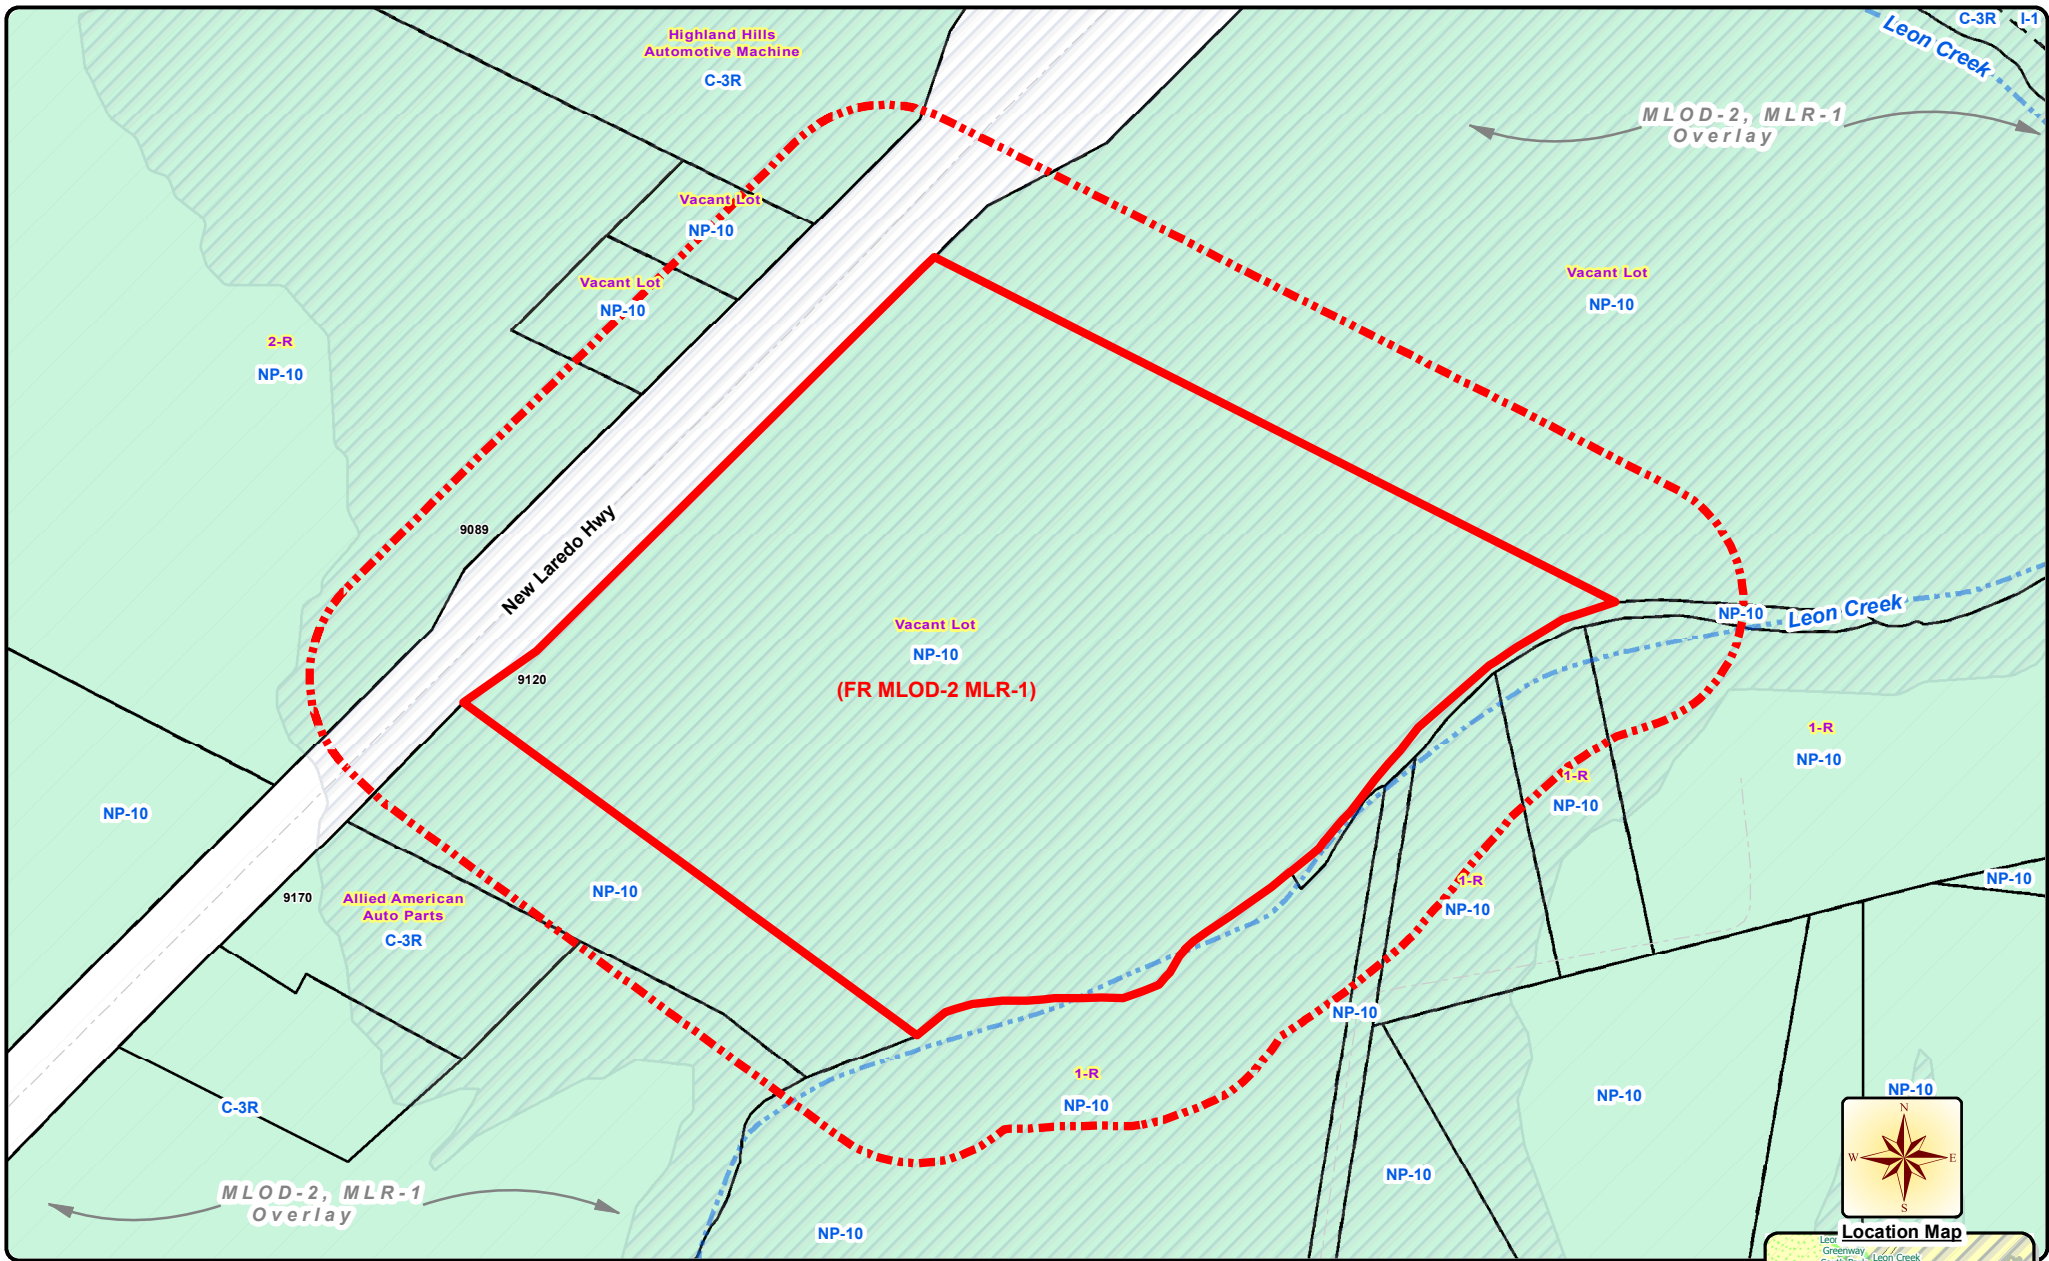 Highland Hills
Automotive Machine
C-3R
C-3R
I-1
Leon Creek
MLOD-2, MLR-1
Overlay
Vacant Lot
NP-10
Vacant Lot
NP-10
Vacant Lot
NP-10
2-R
NP-10
9089
New Laredo Hwy
Vacant Lot
NP-10
(FR MLOD-2 MLR-1)
9120
NP-10
Leon Creek
1-R
NP-10
1-R
NP-10
NP-10
9170
Allied American
Auto Parts
C-3R
NP-10
1-R
NP-10
NP-10
NP-10
1-R
NP-10
C-3R
NP-10
NP-10
NP-10
NP-10
MLOD-2, MLR-1
Overlay
N
W
E
S
Location Map
Greenway
Leon Creek